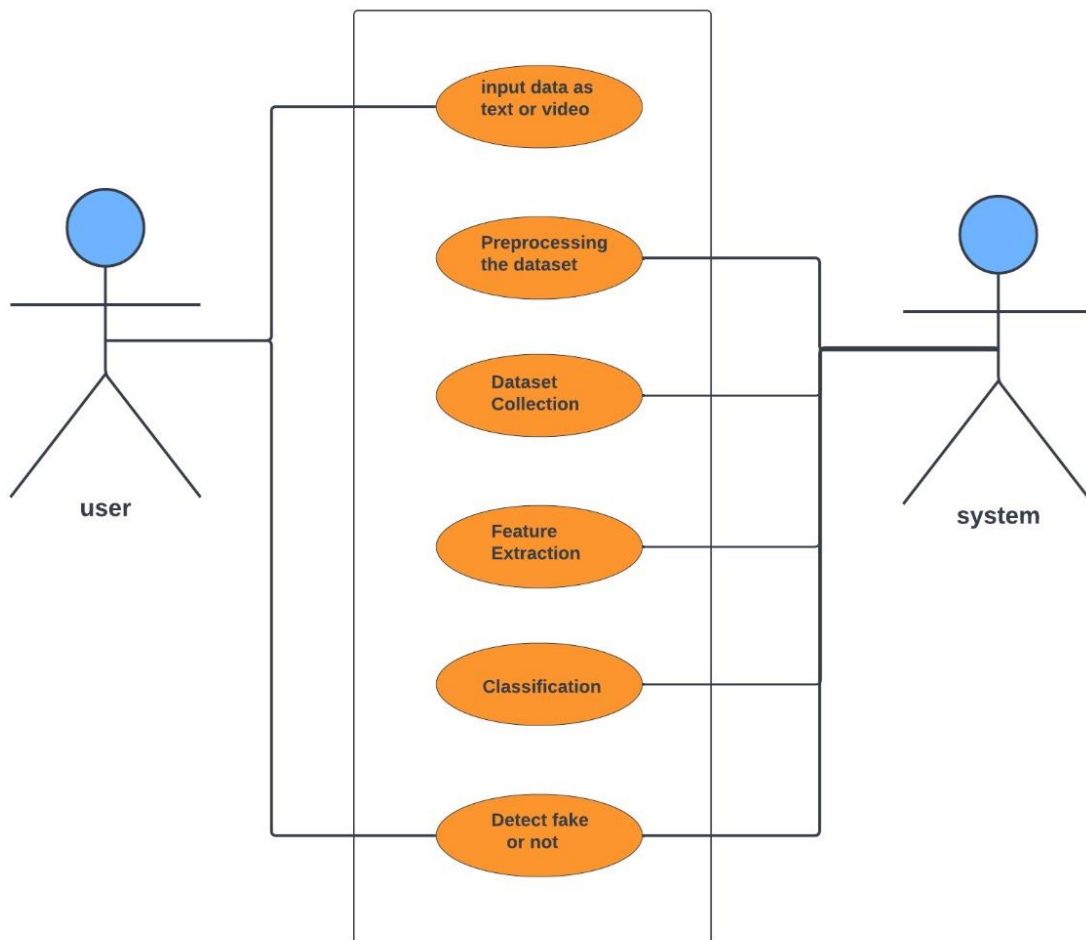 input data as
text or video
Preprocessing
the dataset
Dataset
Collection
user
system
Feature
Extraction
Classification
Detect fake
or not